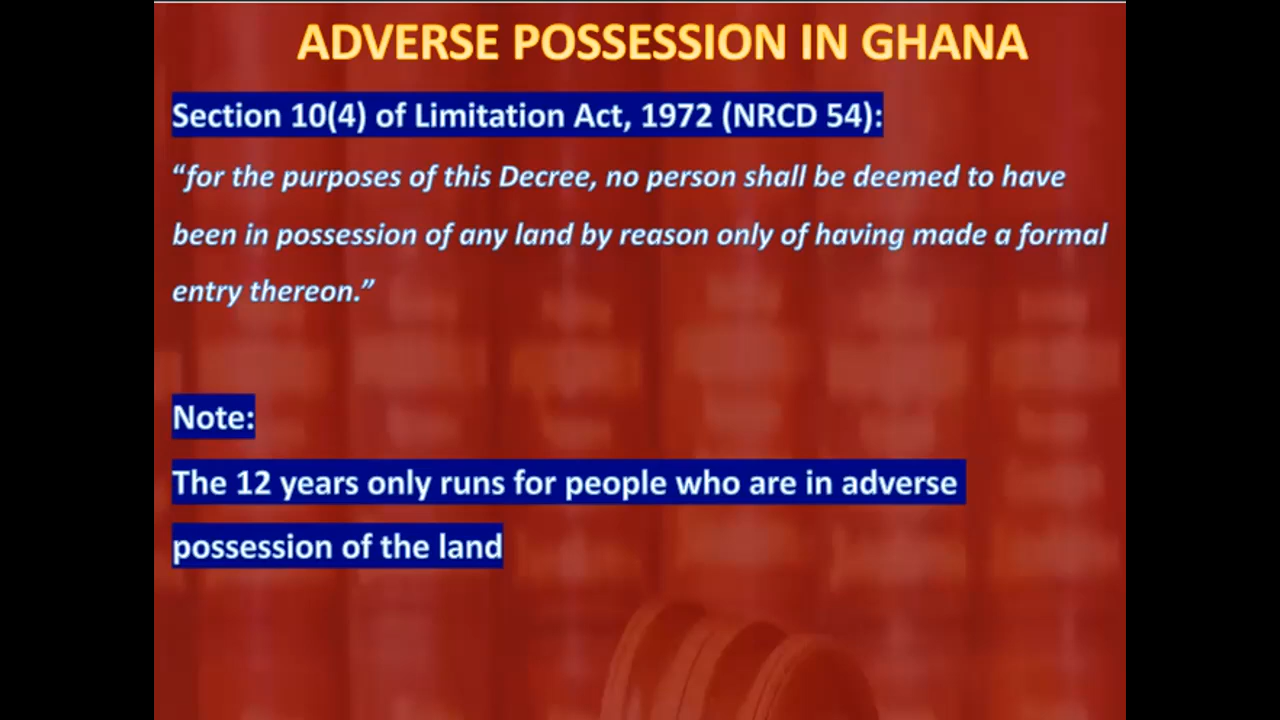 ADVERSE POSSESSION IN GHANA
Section 10(4) of Limitation Act, 1972 (NRCD 54):
“for the purposes of this Decree, no person shall be deemed to have
been in possession of any land by reason only of having made a formal
entry thereon.”
Note:
The 12 years only runs for people who are in adverse
possession of the land